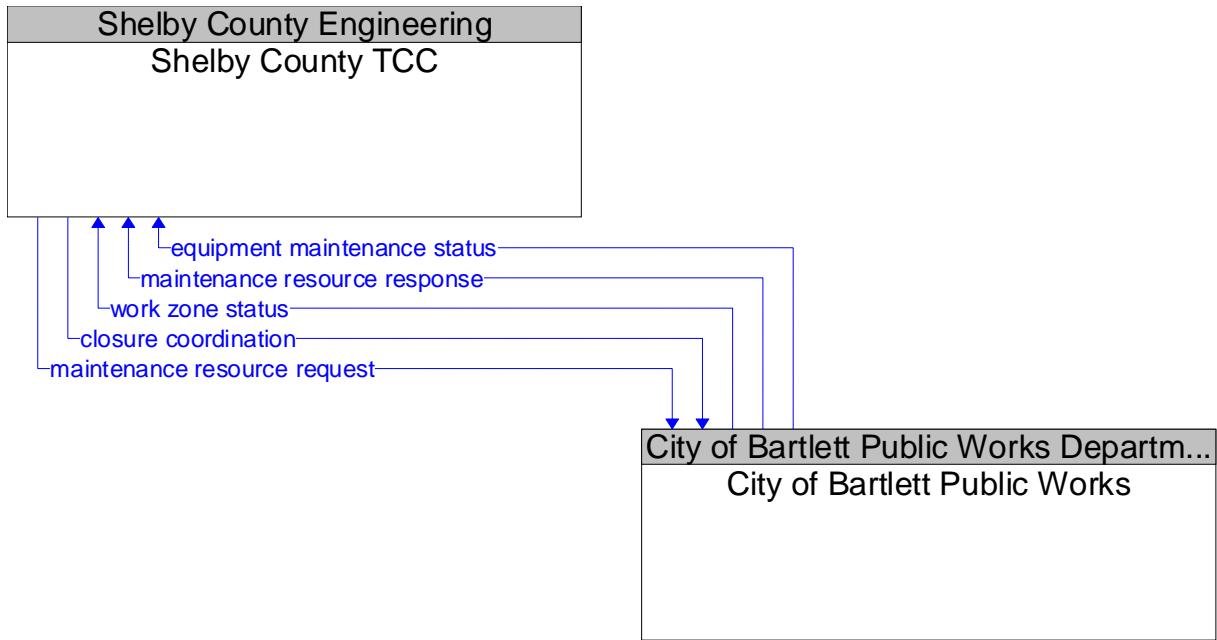 Shelby County Engineering
Shelby County TCC
equipment maintenance status
maintenance resource response
work zone status
closure coordination
maintenance resource request
City of Bartlett Public Works Departm...
City of Bartlett Public Works